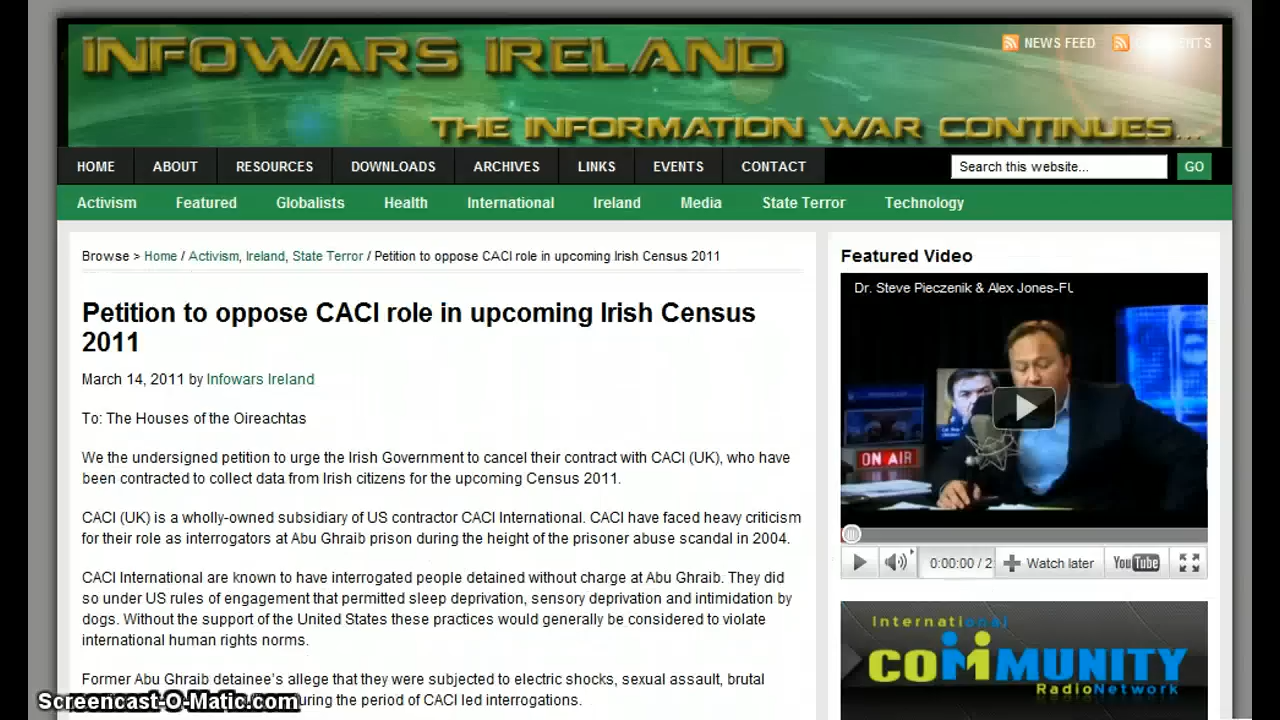 INFOWARS IRELAND
THE INFORMATION WAR CONTINUES...
NEWS FEED
HOME ABOUT RESOURCES DOWNLOADS ARCHIVES LINKS EVENTS CONTACT
Search this website... GO
Activism Featured Globalists Health International Ireland Media State Terror Technology
Browse > Home / Activism, Ireland, State Terror / Petition to oppose CACI role in upcoming Irish Census 2011
Petition to oppose CACI role in upcoming Irish Census
2011
March 14, 2011 by Infowars Ireland
To: The Houses of the Oireachtas
We the undersigned petition to urge the Irish Government to cancel their contract with CACI (UK), who have
been contracted to collect data from Irish citizens for the upcoming Census 2011.
CACI (UK) is a wholly-owned subsidiary of US contractor CACI International. CACI have faced heavy criticism
for their role as interrogators at Abu Ghraib prison during the height of the prisoner abuse scandal in 2004.
CACI International are known to have interrogated people detained without charge at Abu Ghraib. They did
so under US rules of engagement that permitted sleep deprivation, sensory deprivation and intimidation by
dogs. Without the support of the United States these practices would generally be considered to violate
international human rights norms.
Former Abu Ghraib detainee's allege that they were subjected to electric shocks, sexual assault, brutal
uring the period of CACI led interrogations.
Screencast-O-Matic.com
Featured Video
Dr. Steve Pieczenik & Alex Jones-FU
ON AIR
0:00:00 / 2
Watch later
YouTube
International
COMMUNITY
RadioNetwork